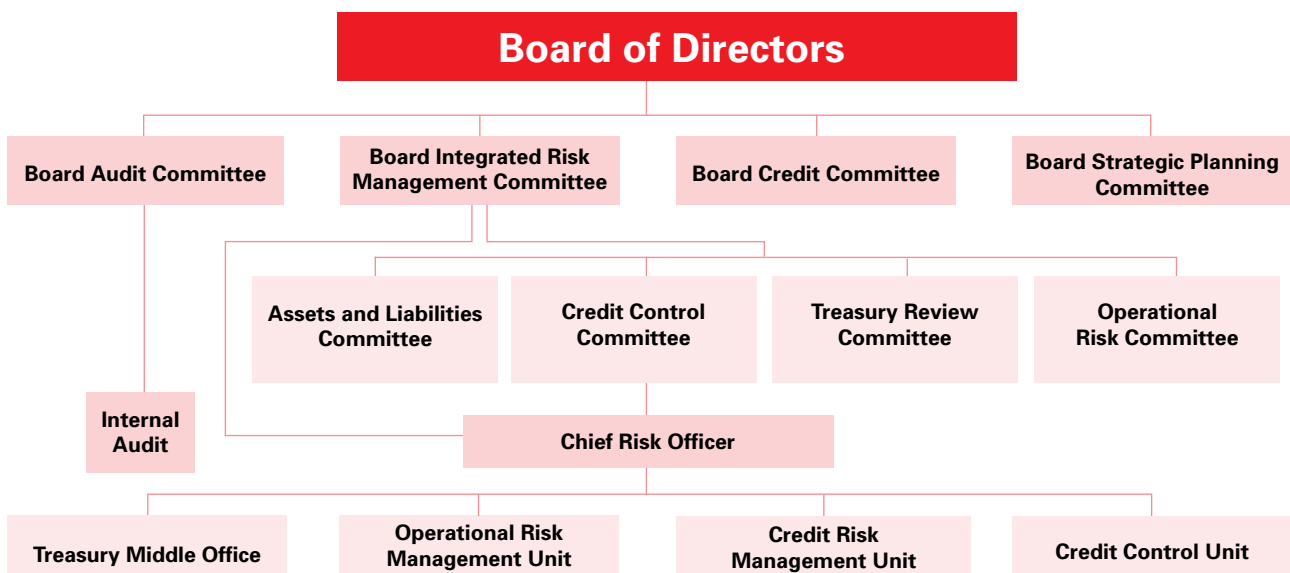 Board of Directors
Board Audit Committee
Board Integrated Risk
Management Committee
Board Credit Committee
Board Strategic Planning
Committee
Assets and Liabilities
Committee
Credit Control
Committee
Treasury Review
Committee
Operational
Risk Committee
Internal
Audit
Chief Risk Officer
Treasury Middle Office
Operational Risk
Management Unit
Credit Risk
Management Unit
Credit Control Unit